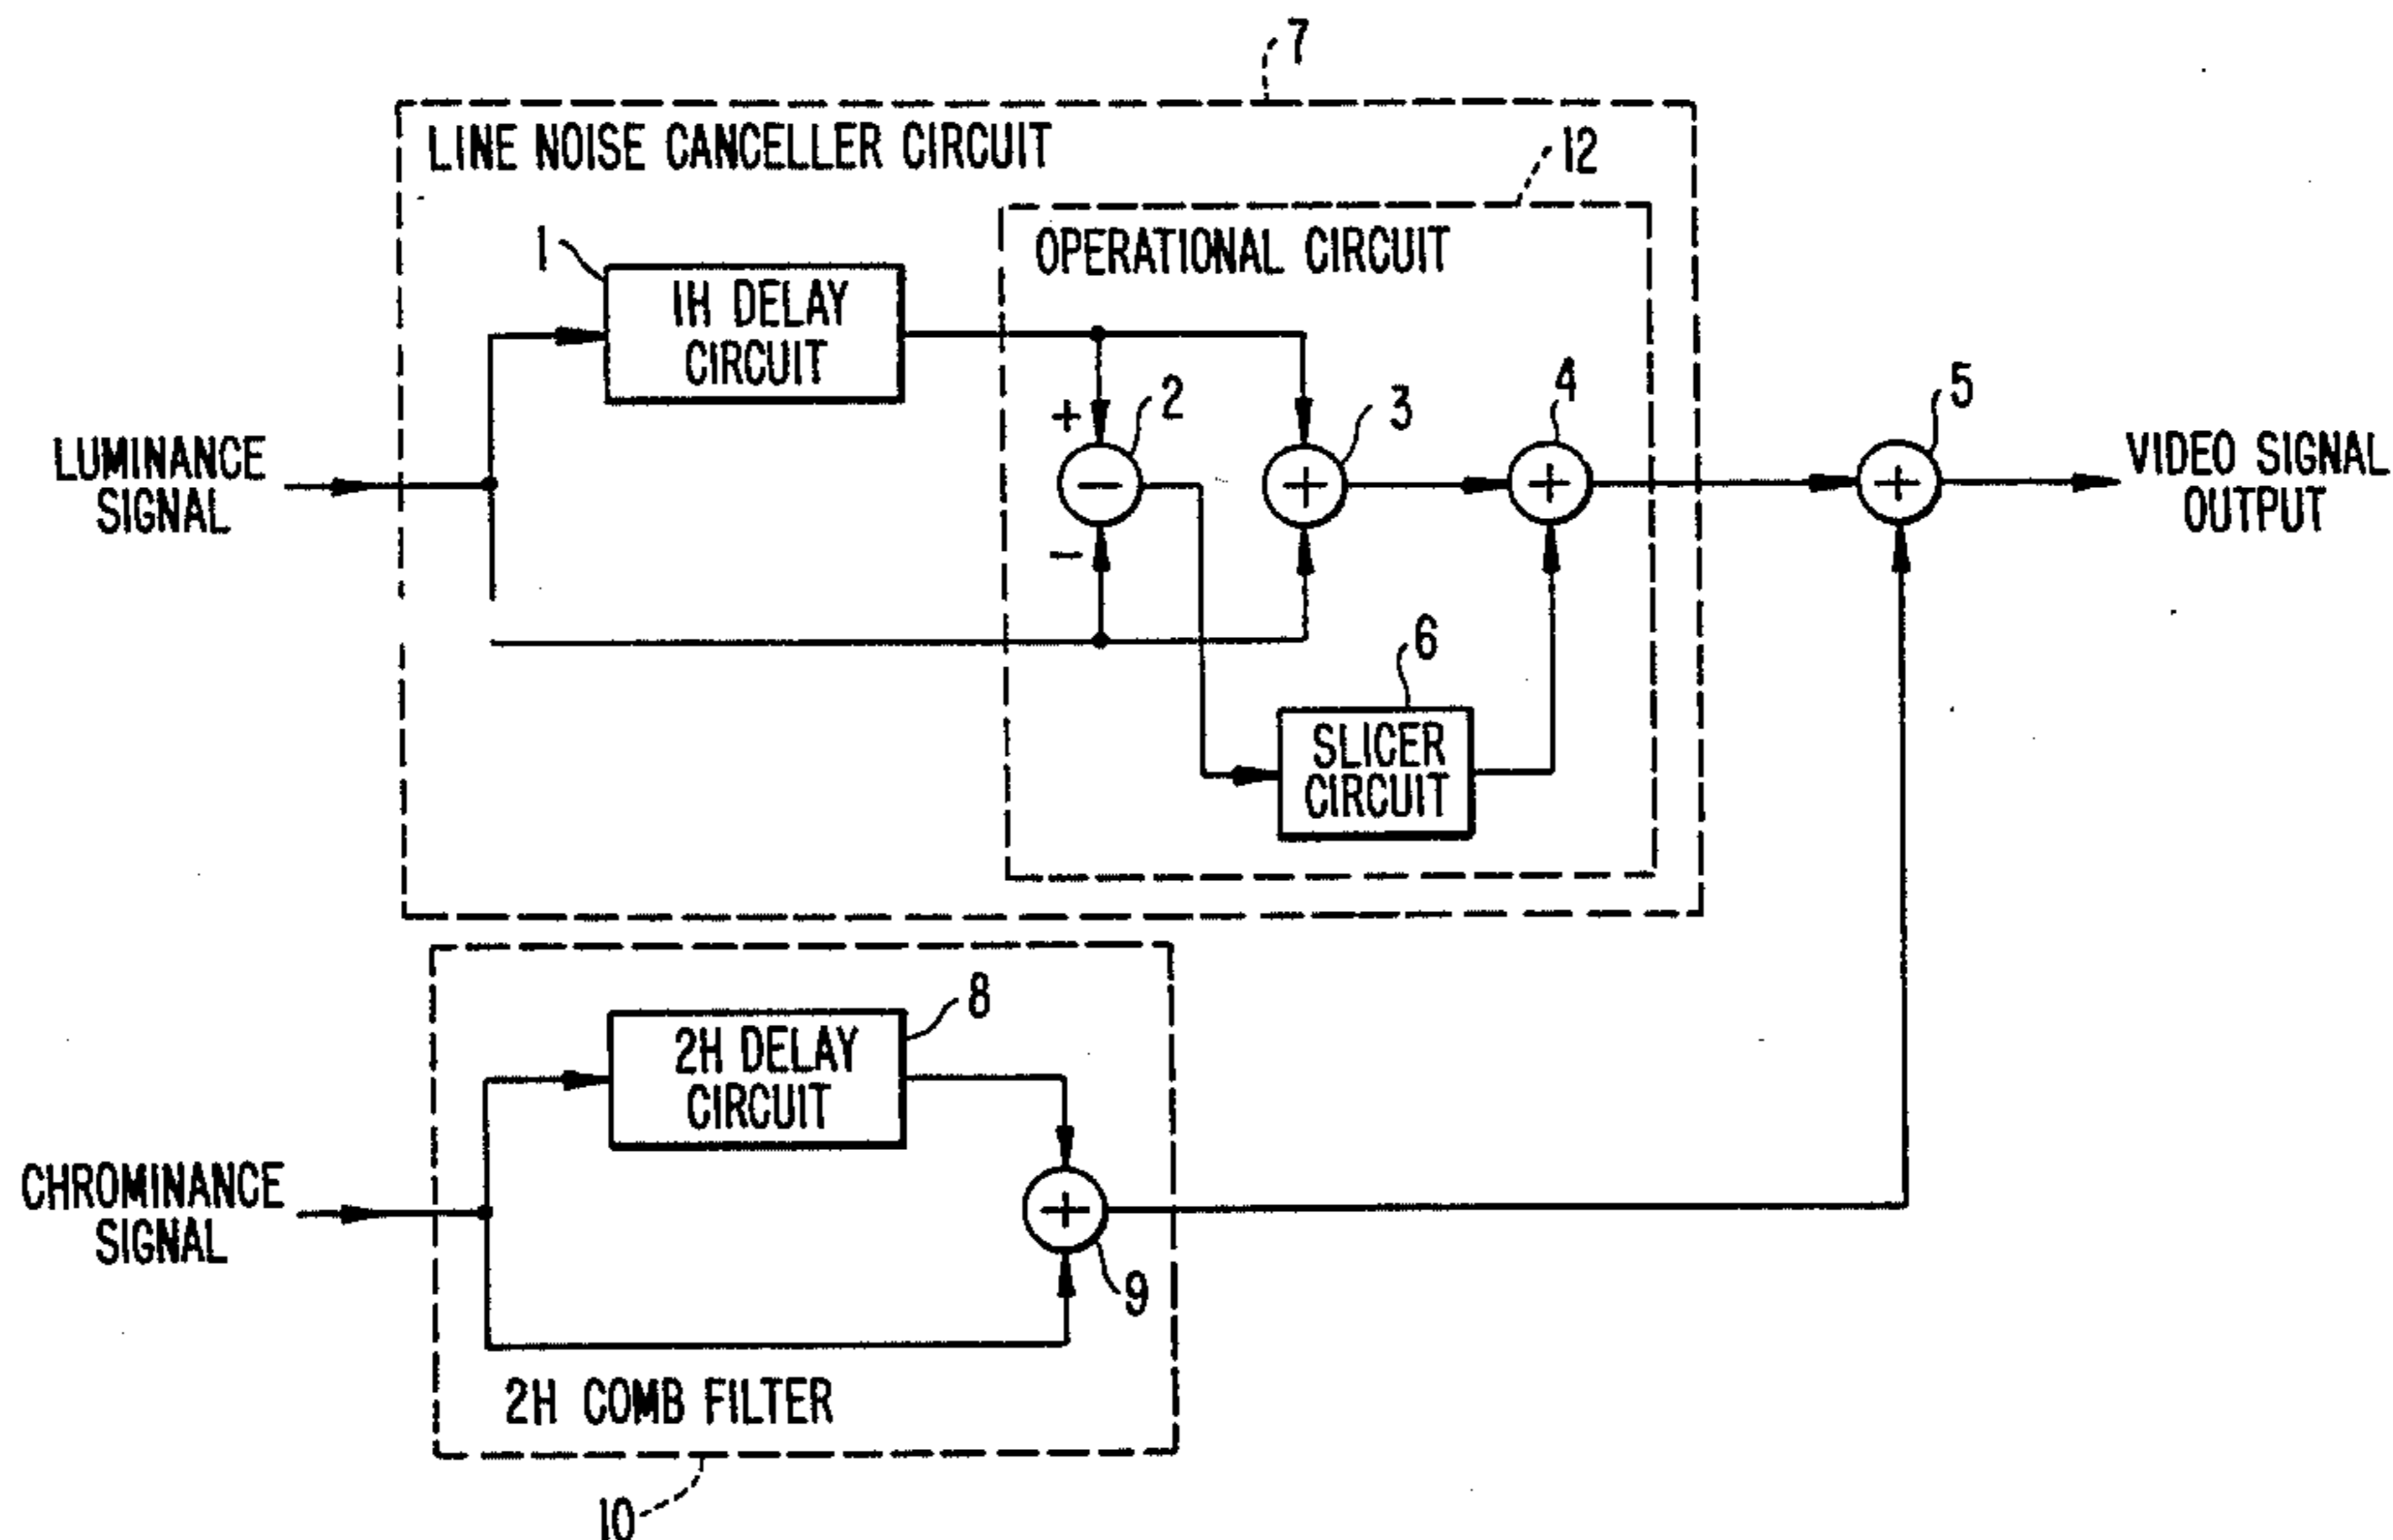 7
LINE NOISE CANCELLER CIRCUIT
12
OPERATIONAL CIRCUIT
1
1H DELAY
CIRCUIT
+
2
3
4
5
−
+
+
+
LUMINANCE
SIGNAL
VIDEO SIGNAL
OUTPUT
−
6
SLICER
CIRCUIT
8
2H DELAY
CIRCUIT
CHROMINANCE
SIGNAL
+
9
2H COMB FILTER
10